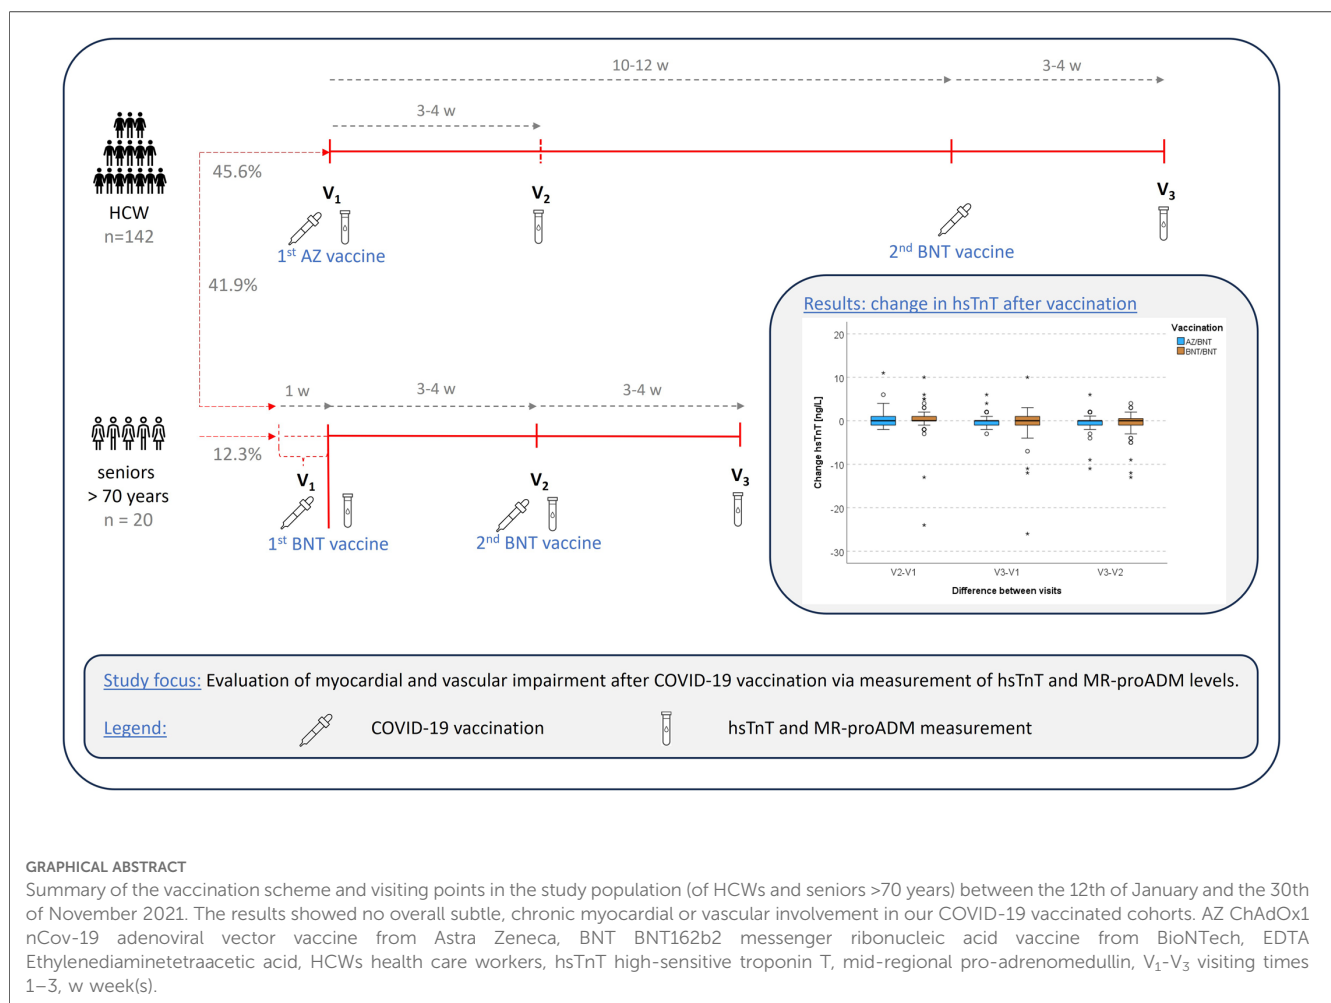 10-12 w
3-4 w
3-4 w
45.6%
HCW
n=142
V1
V2
V3
1st AZ vaccine
2nd BNT vaccine
41.9%
Results: change in hsTnT after vaccination
Vaccination
AZ/BNT
BNT/BNT
20
10
0
-10
-20
-30
Change hsTnT [ng/L]
V2-V1
V3-V1
V3-V2
Difference between visits
1 w
3-4 w
3-4 w
12.3%
seniors
> 70 years
n = 20
V1
V2
V3
1st BNT vaccine
2nd BNT vaccine
Study focus: Evaluation of myocardial and vascular impairment after COVID-19 vaccination via measurement of hsTnT and MR-proADM levels.
Legend: COVID-19 vaccination hsTnT and MR-proADM measurement
GRAPHICAL ABSTRACT
Summary of the vaccination scheme and visiting points in the study population (of HCWs and seniors >70 years) between the 12th of January and the 30th
of November 2021. The results showed no overall subtle, chronic myocardial or vascular involvement in our COVID-19 vaccinated cohorts. AZ ChAdOx1
nCov-19 adenoviral vector vaccine from Astra Zeneca, BNT BNT162b2 messenger ribonucleic acid vaccine from BioNTech, EDTA
Ethylenediaminetetraacetic acid, HCWs health care workers, hsTnT high-sensitive troponin T, mid-regional pro-adrenomedullin, V1-V3 visiting times
1–3, w week(s).